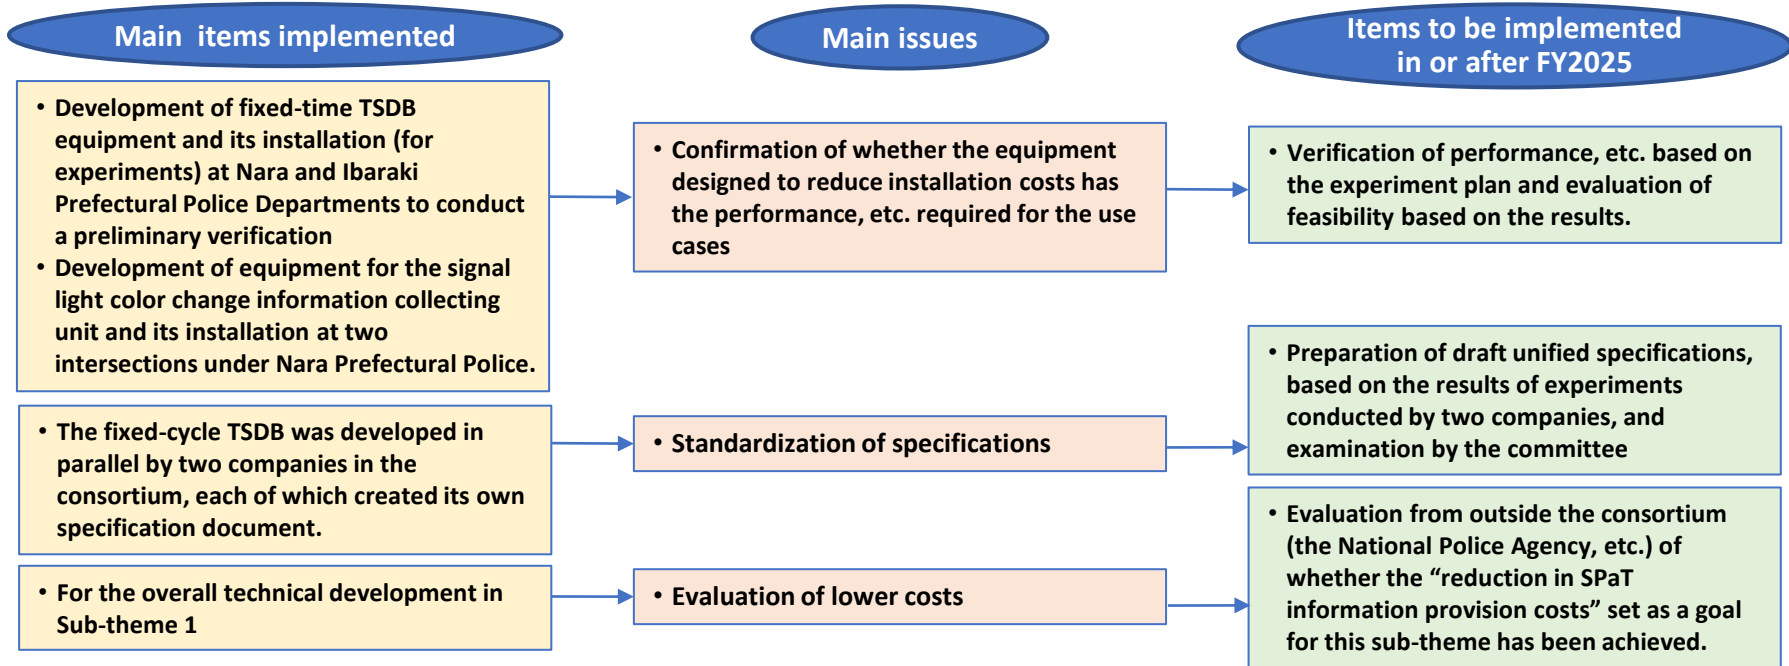 Main items implemented
Main issues
Items to be implemented
in or after FY2025
• Development of fixed-time TSDB
equipment and its installation (for
experiments) at Nara and Ibaraki
Prefectural Police Departments to conduct
a preliminary verification
• Development of equipment for the signal
light color change information collecting
unit and its installation at two
intersections under Nara Prefectural Police.
• Confirmation of whether the equipment
designed to reduce installation costs has
the performance, etc. required for the use
cases
• Verification of performance, etc. based on
the experiment plan and evaluation of
feasibility based on the results.
• The fixed-cycle TSDB was developed in
parallel by two companies in the
consortium, each of which created its own
specification document.
• Standardization of specifications
• Preparation of draft unified specifications,
based on the results of experiments
conducted by two companies, and
examination by the committee
• For the overall technical development in
Sub-theme 1
• Evaluation of lower costs
• Evaluation from outside the consortium
(the National Police Agency, etc.) of
whether the “reduction in SPaT
information provision costs” set as a goal
for this sub-theme has been achieved.